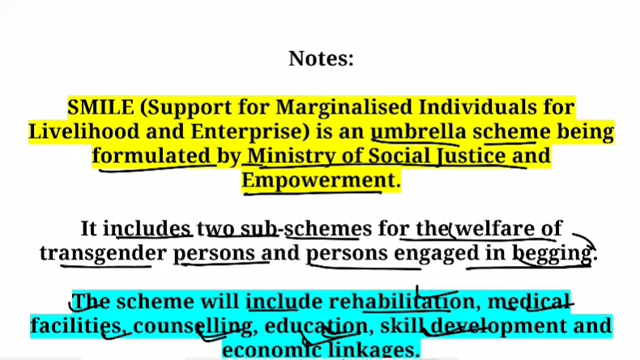 Notes:
SMILE (Support for Marginalised Individuals for
Livelihood and Enterprise) is an umbrella scheme being
formulated by Ministry of Social Justice and
Empowerment.
It includes two sub-schemes for the welfare of
transgender persons and persons engaged in begging.
The scheme will include rehabilitation, medical
facilities, counselling, education, skill development and
economic linkages.